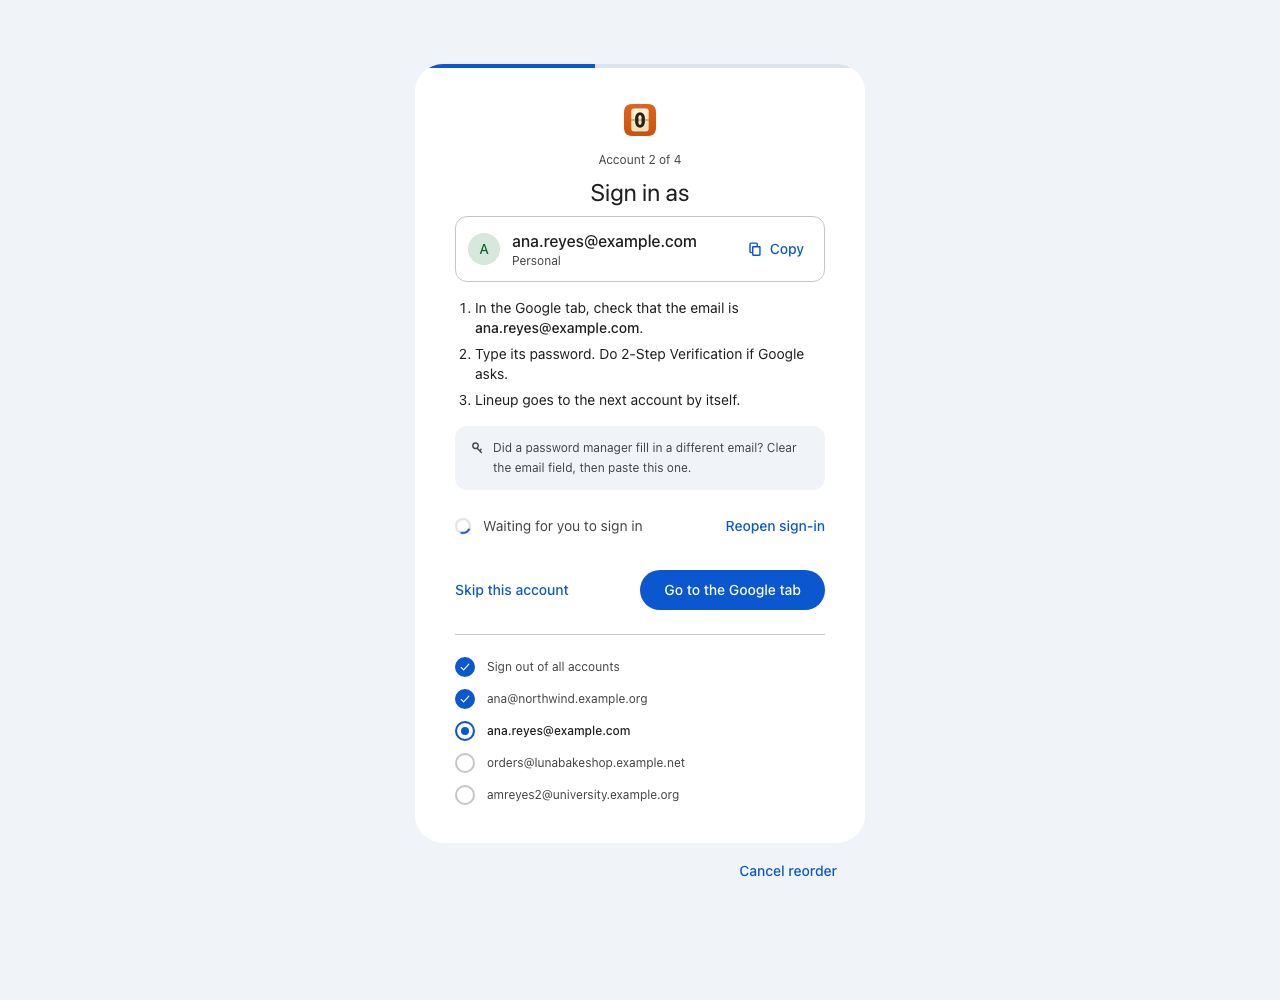 0
Account 2 of 4
Sign in as
A
ana.reyes@example.com
Personal
Copy
1. In the Google tab, check that the email is
ana.reyes@example.com.
2. Type its password. Do 2-Step Verification if Google
asks.
3. Lineup goes to the next account by itself.
Did a password manager fill in a different email? Clear
the email field, then paste this one.
Waiting for you to sign in
Reopen sign-in
Skip this account
Go to the Google tab
Sign out of all accounts
ana@northwind.example.org
ana.reyes@example.com
orders@lunabakeshop.example.net
amreyes2@university.example.org
Cancel reorder